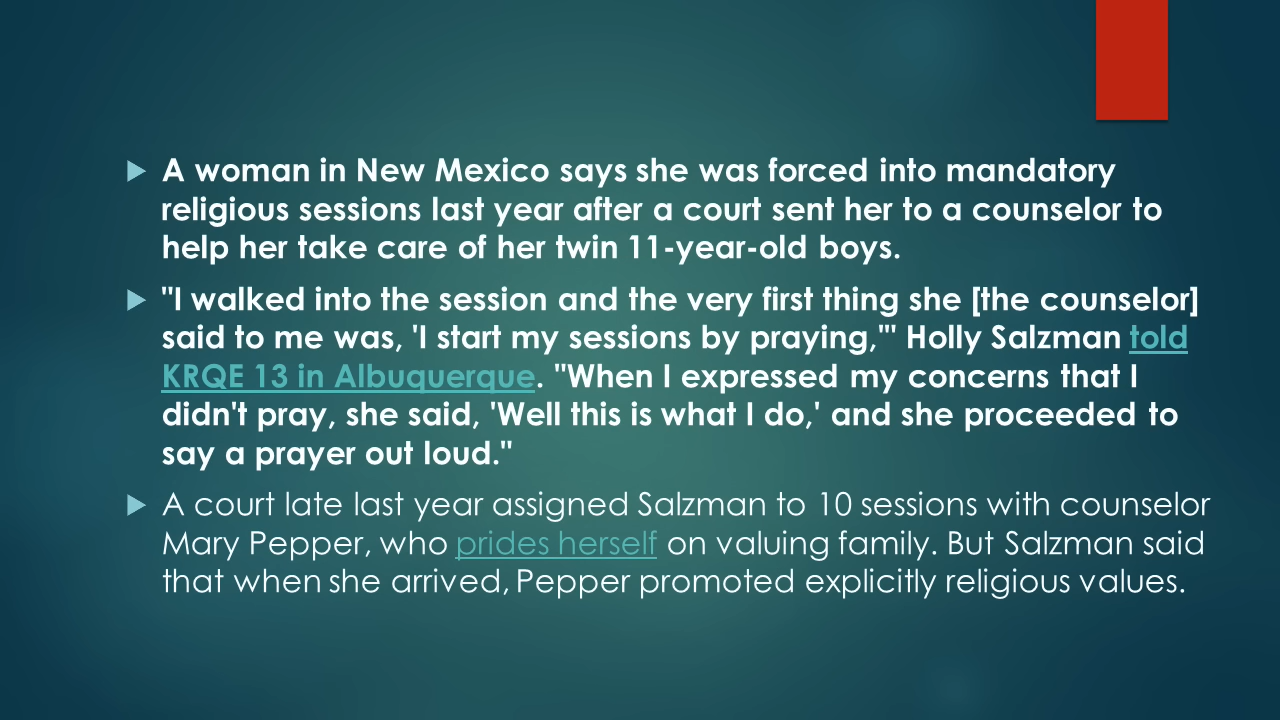 A woman in New Mexico says she was forced into mandatory
religious sessions last year after a court sent her to a counselor to
help her take care of her twin 11-year-old boys.
"I walked into the session and the very first thing she [the counselor]
said to me was, 'I start my sessions by praying,'" Holly Salzman told
KRQE 13 in Albuquerque. "When I expressed my concerns that I
didn't pray, she said, 'Well this is what I do,' and she proceeded to
say a prayer out loud."
A court late last year assigned Salzman to 10 sessions with counselor
Mary Pepper, who prides herself on valuing family. But Salzman said
that when she arrived, Pepper promoted explicitly religious values.